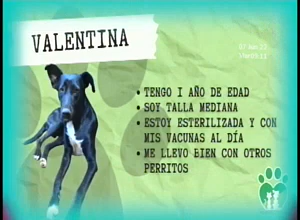 VALENTINA
• TENGO 1 AÑO DE EDAD
• SOY TALLA MEDIANA
• ESTOY ESTERILIZADA Y CON
MIS VACUNAS AL DÍA
• ME LLEVO BIEN CON OTROS
PERRITOS